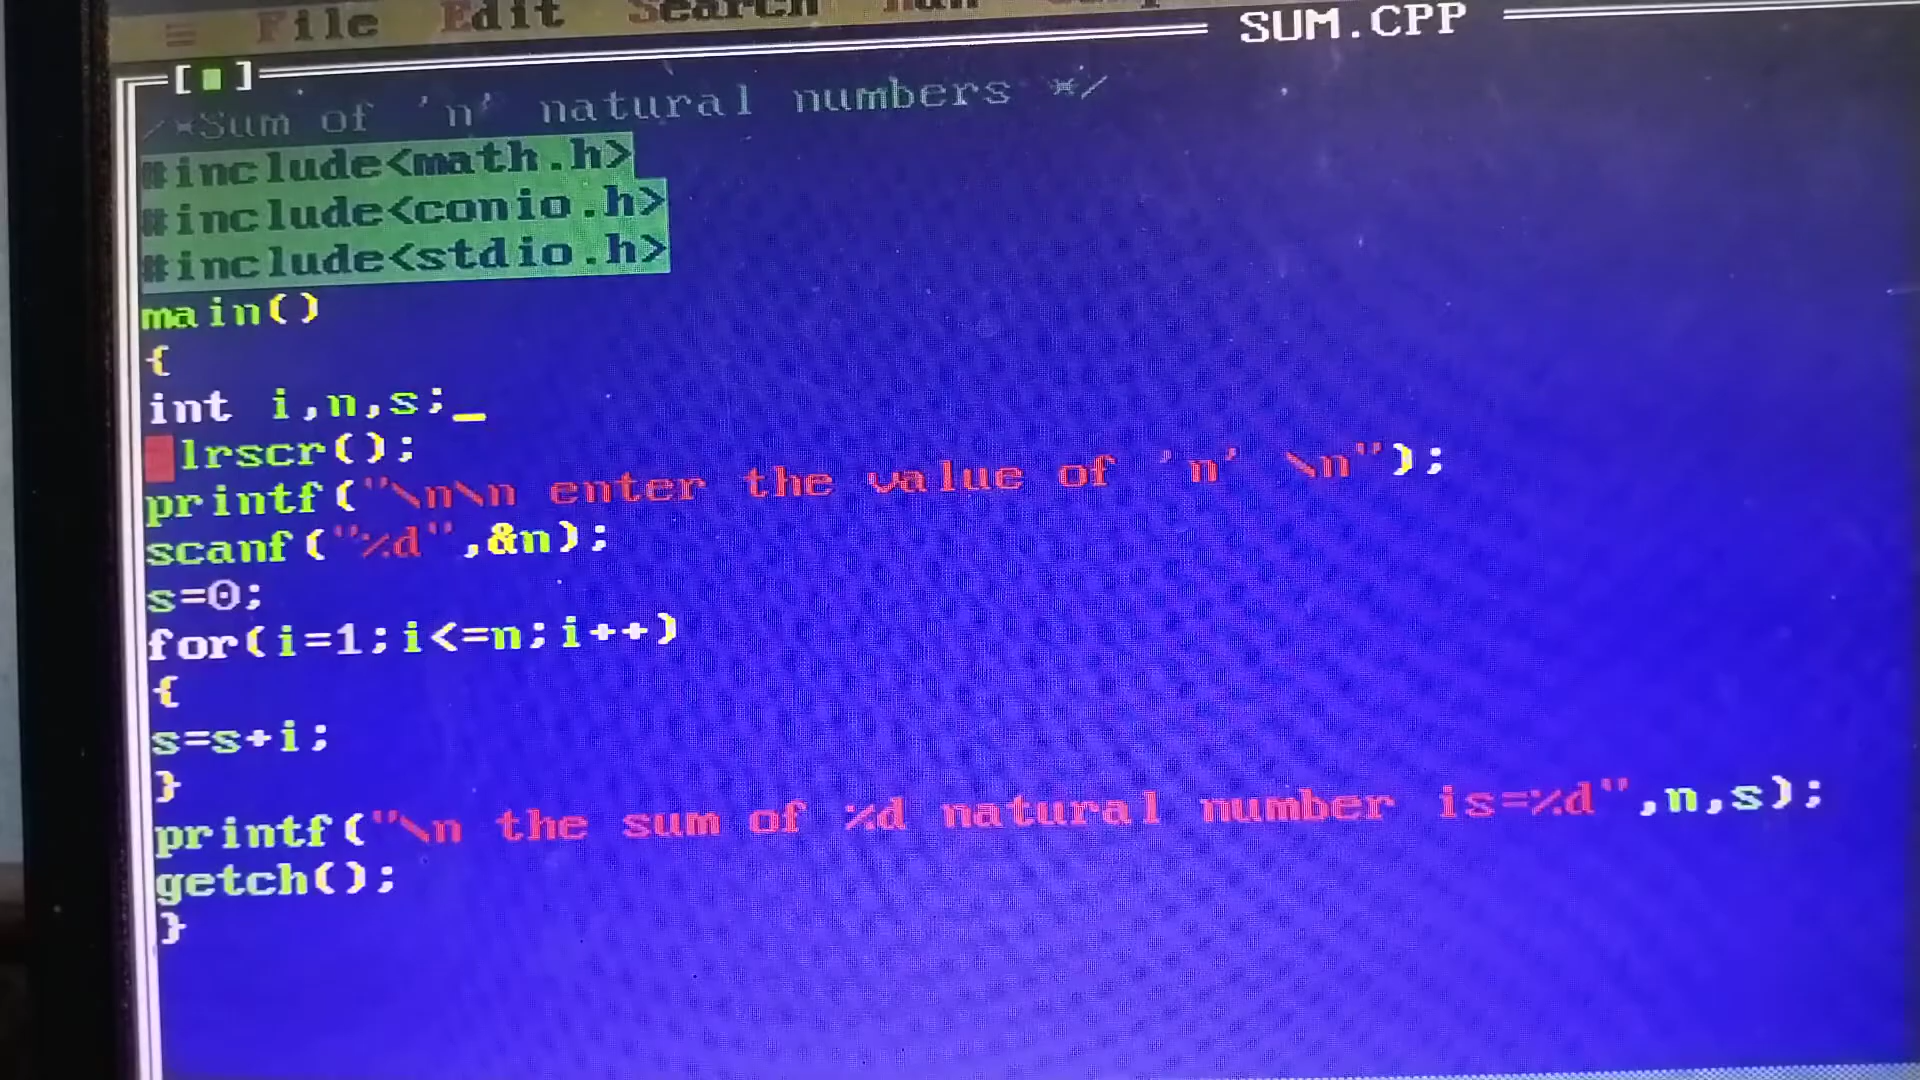 File Edit Search Run
SUM.CPP
[■]
/*Sum of 'n' natural numbers */
#include<math.h>
#include<conio.h>
#include<stdio.h>
main()
{
int i,n,s;_
lrscr();
printf("\n\n enter the value of 'n' \n");
scanf("%d",&n);
s=0;
for(i=1;i<=n;i++)
{
s=s+i;
}
printf("\n the sum of %d natural number is=%d",n,s);
getch();
}